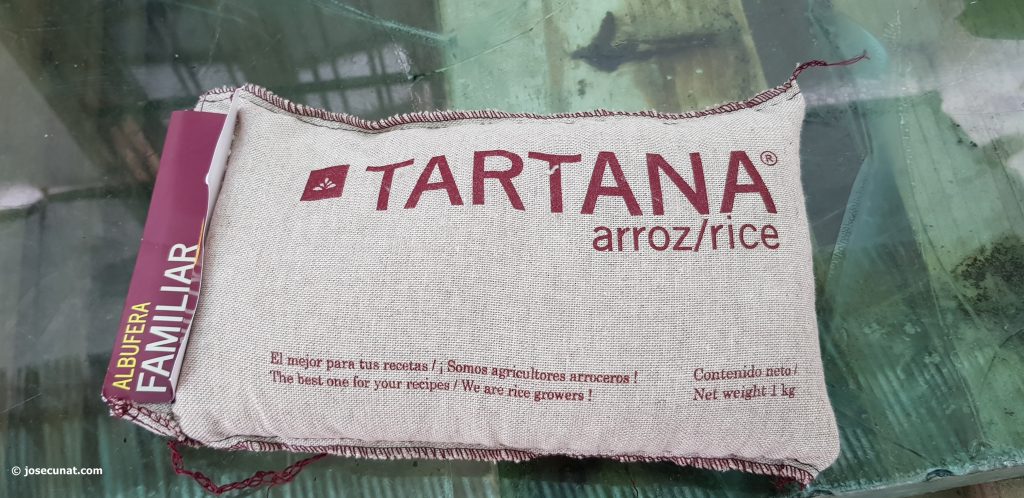 TARTANA®
arroz/rice
ALBUFERA
FAMILIAR
El mejor para tus recetas / ¡ Somos agricultores arroceros !
The best one for your recipes / We are rice growers !
Contenido neto /
Net weight 1 kg
© josecunat.com